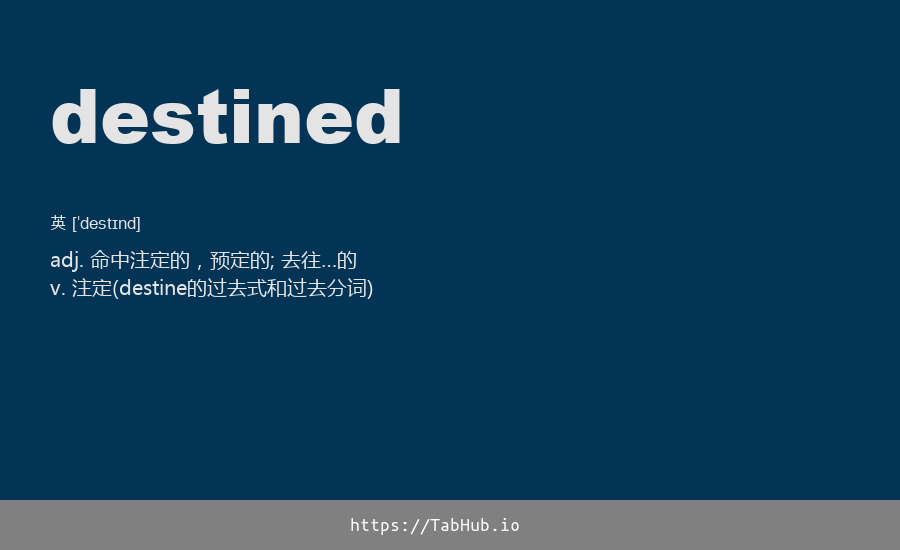 destined
英 [ˈdestɪnd]
adj. 命中注定的，预定的; 去往…的
v. 注定(destine的过去式和过去分词)
https://TabHub.io